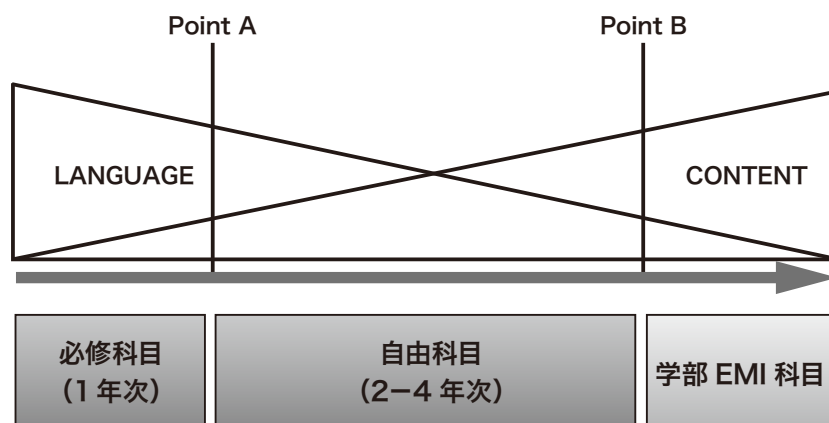 Point A
Point B
LANGUAGE
CONTENT
必修科目
（1 年次）
自由科目
（2−4 年次）
学部 EMI 科目